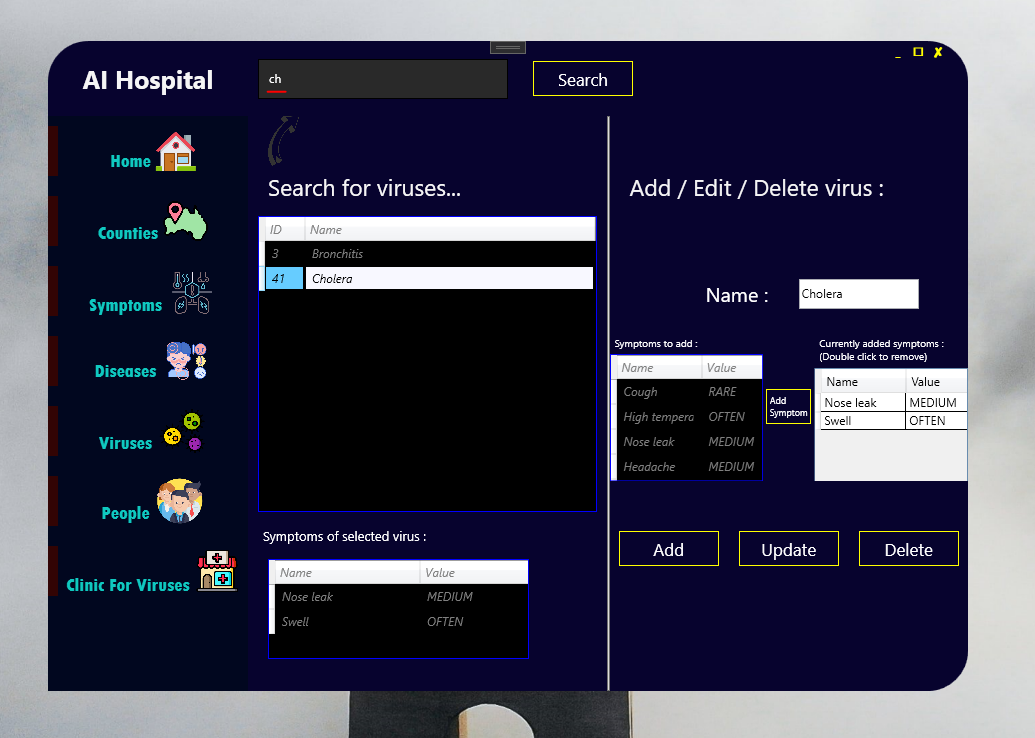 AI Hospital
ch
Search
Home
Counties
Symptoms
Diseases
Viruses
People
Clinic For Viruses
Search for viruses...
ID Name
3 Bronchitis
41 Cholera
Symptoms of selected virus :
Name Value
Nose leak MEDIUM
Swell OFTEN
Add / Edit / Delete virus :
Name : Cholera
Symptoms to add :
Name Value
Cough RARE
High tempera OFTEN
Nose leak MEDIUM
Headache MEDIUM
Add
Symptom
Currently added symptoms :
(Double click to remove)
Name Value
Nose leak MEDIUM
Swell OFTEN
Add Update Delete